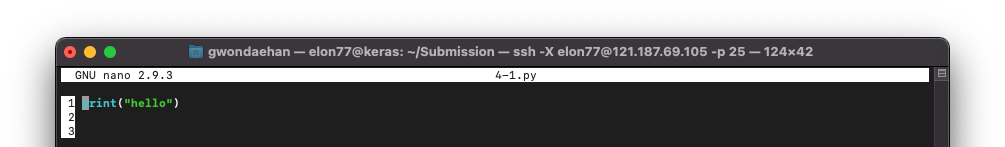 gwondaehan — elon77@keras: ~/Submission — ssh -X elon77@121.187.69.105 -p 25 — 124×42
GNU nano 2.9.3 4-1.py
1 print("hello")
2
3